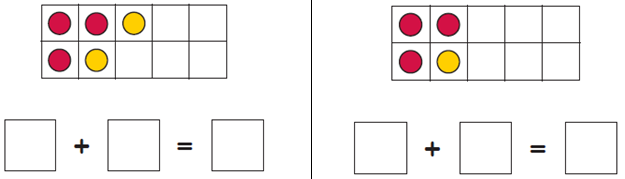 + =
+ =